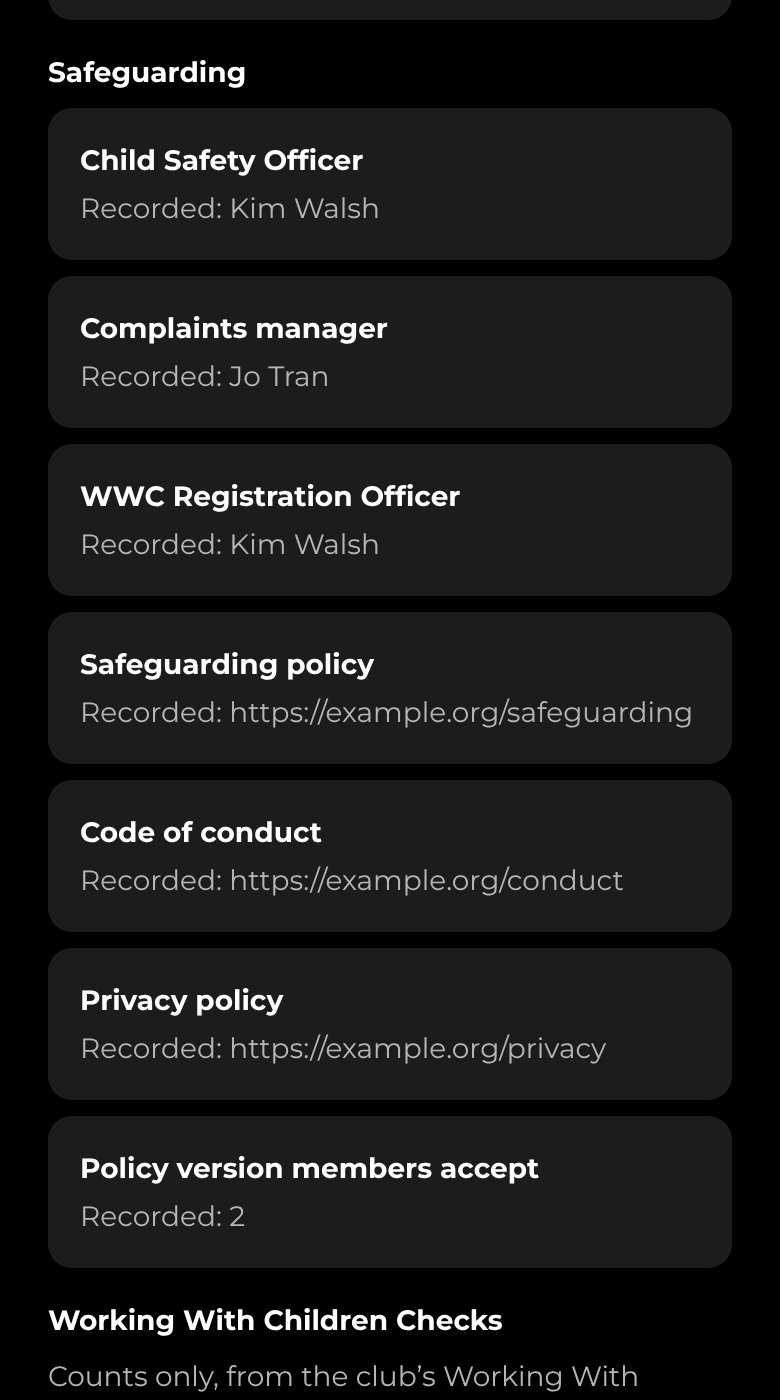 Safeguarding
Child Safety Officer
Recorded: Kim Walsh
Complaints manager
Recorded: Jo Tran
WWC Registration Officer
Recorded: Kim Walsh
Safeguarding policy
Recorded: https://example.org/safeguarding
Code of conduct
Recorded: https://example.org/conduct
Privacy policy
Recorded: https://example.org/privacy
Policy version members accept
Recorded: 2
Working With Children Checks
Counts only, from the club’s Working With